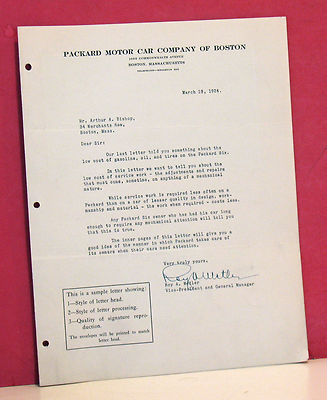 PACKARD MOTOR CAR COMPANY OF BOSTON
1089 COMMONWEALTH AVENUE
BOSTON, MASSACHUSETTS
March 28, 1924.
Mr. Arthur A. Bishop,
24 Merchants Row,
Boston, Mass.
Dear Sir:
Our last letter told you something about the
low cost of gasoline, oil, and tires on the Packard Six.
In this letter we want to tell you about the
low cost of service work - the adjustments and repairs
that must come, sometime, on anything of a mechanical
nature.
While service work is required less often on a
Packard than on a car of lesser quality in design, work-
manship and material - the work when required - costs less.
Any Packard Six owner who has had his car long
enough to require any mechanical attention will tell you
that this is true.
The inner pages of this letter will give you a
good idea of the manner in which Packard takes care of
its owners when their cars need attention.
Very truly yours,
Roy A.
Vice-President and General Manager
This is a sample letter showing:
1—Style of letter head.
2—Style of letter processing.
3—Quality of signature repro-
duction.
The envelopes will be printed to match
letter head.